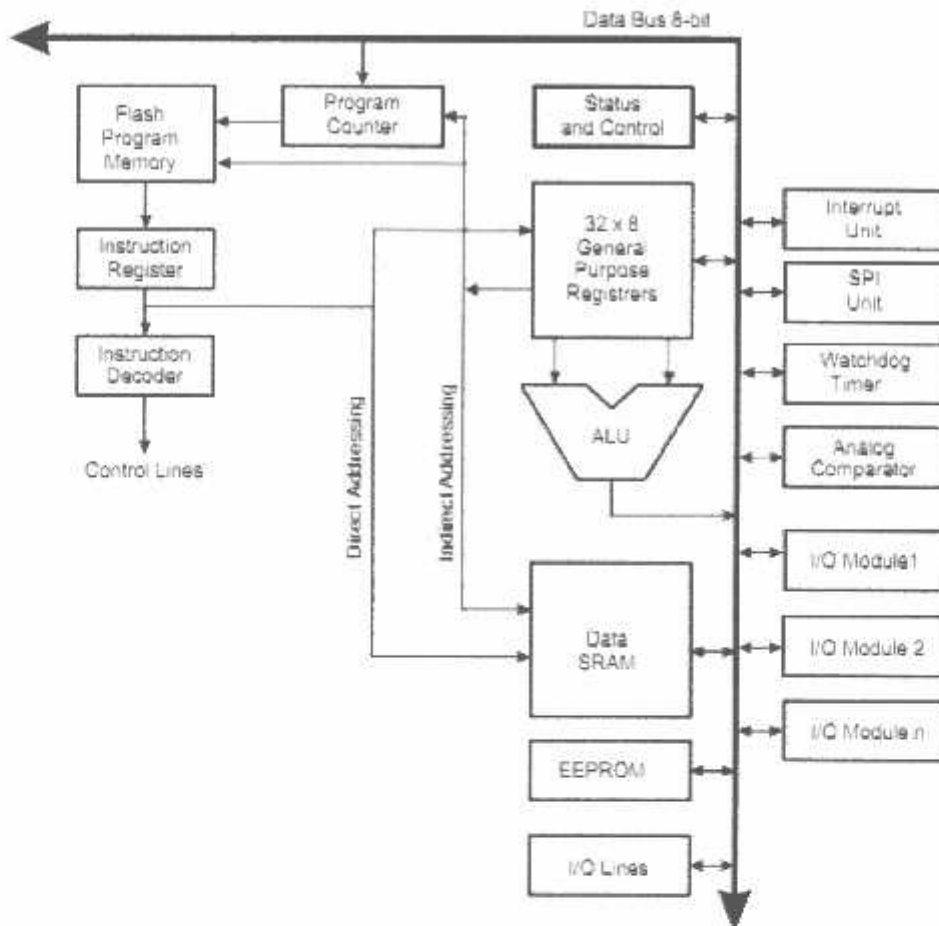 Data Bus 8-bit
Flash
Program
Memory
Program
Counter
Status
and Control
Instruction
Register
32 x 8
General
Purpose
Registrers
Interrupt
Unit
SPI
Unit
Instruction
Decoder
Watchdog
Timer
Control Lines
Direct Addressing
Indirect Addressing
ALU
Analog
Comparator
I/O Module1
Data
SRAM
I/O Module 2
I/O Module n
EEPROM
I/O Lines